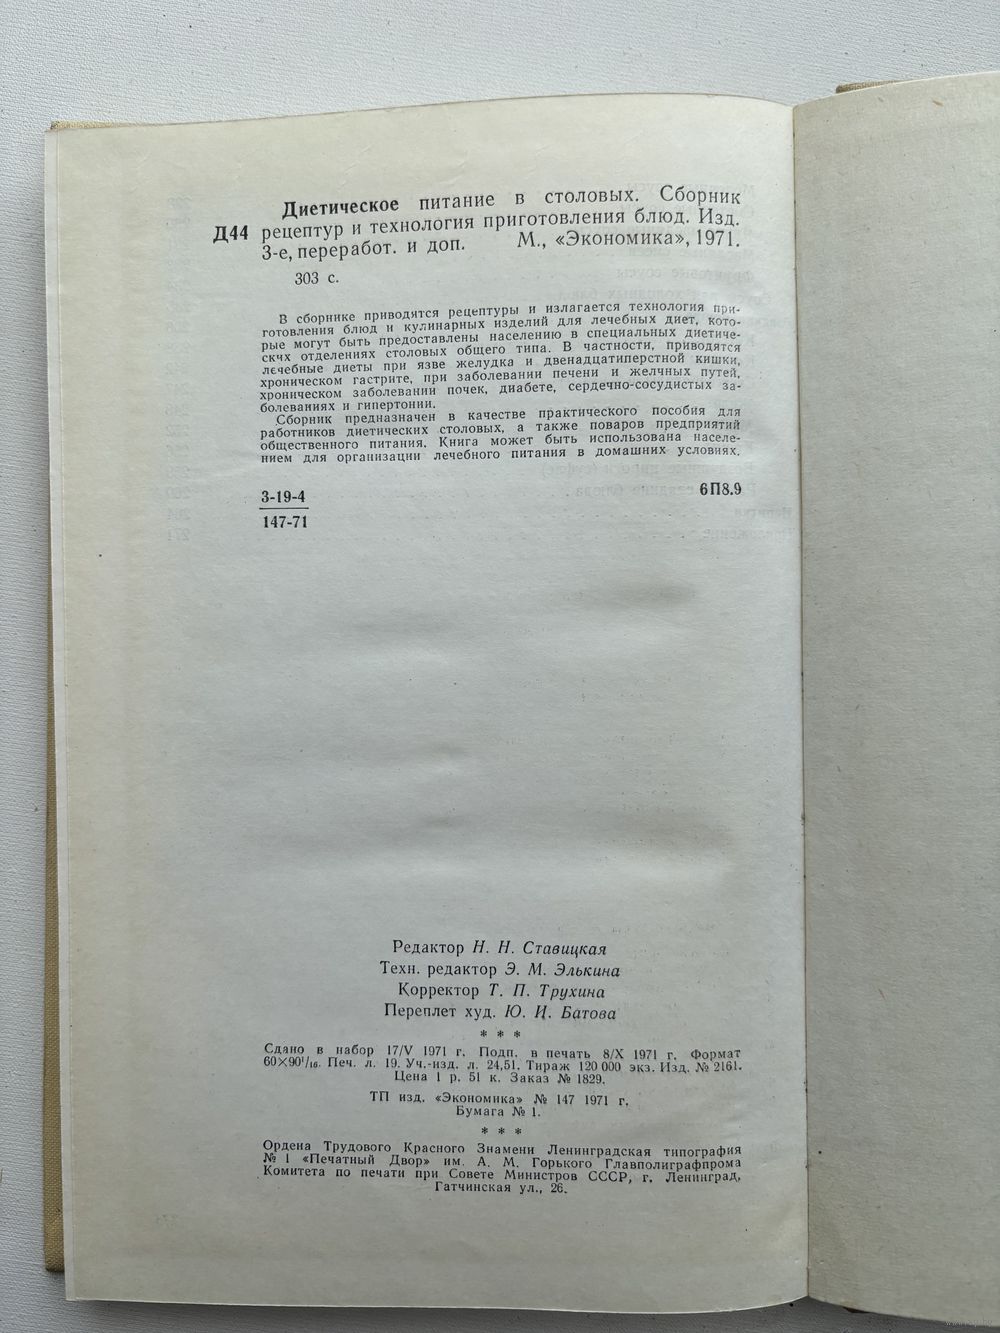 Диетическое питание в столовых. Сборник
Д44 рецептур и технология приготовления блюд. Изд.
3-е, переработ. и доп. М., «Экономика», 1971.
303 с.
В сборнике приводятся рецептуры и излагается технология при-
готовления блюд и кулинарных изделий для лечебных диет, кото-
рые могут быть предоставлены населению в специальных диетиче-
ских отделениях столовых общего типа. В частности, приводятся
лечебные диеты при язве желудка и двенадцатиперстной кишки,
хроническом гастрите, при заболевании печени и желчных путей,
хроническом заболевании почек, диабете, сердечно-сосудистых за-
болеваниях и гипертонии.
Сборник предназначен в качестве практического пособия для
работников диетических столовых, а также поваров предприятий
общественного питания. Книга может быть использована населе-
нием для организации лечебного питания в домашних условиях.
3-19-4
6П8.9
147-71
Редактор Н. Н. Ставицкая
Техн. редактор Э. М. Элькина
Корректор Т. П. Трухина
Переплет худ. Ю. И. Батова
* * *
Сдано в набор 17/V 1971 г. Подп. в печать 8/X 1971 г. Формат
60×90¹/₁₆. Печ. л. 19. Уч.-изд. л. 24,51. Тираж 120 000 экз. Изд. № 2161.
Цена 1 р. 51 к. Заказ № 1829.
ТП изд. «Экономика» № 147 1971 г.
Бумага № 1.
* * *
Ордена Трудового Красного Знамени Ленинградская типография
№ 1 «Печатный Двор» им. А. М. Горького Главполиграфпрома
Комитета по печати при Совете Министров СССР, г. Ленинград,
Гатчинская ул., 26.